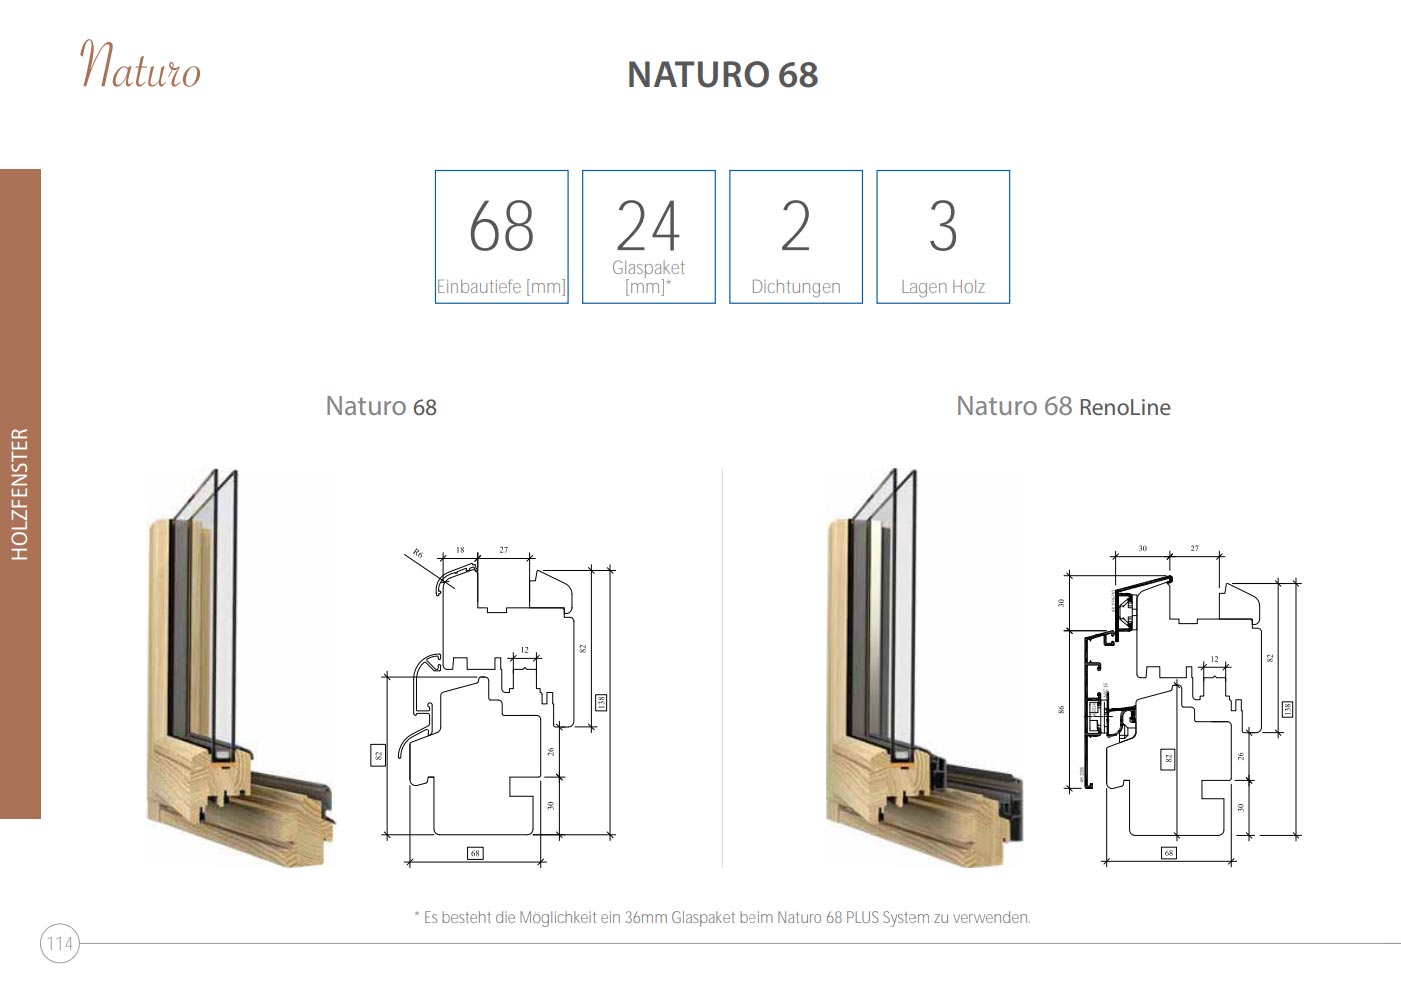 Naturo
NATURO 68
68
Einbautiefe [mm]
24
Glaspaket
[mm]*
2
Dichtungen
3
Lagen Holz
HOLZFENSTER
Naturo 68
R6
18
27
12
82
138
82
26
30
68
Naturo 68 RenoLine
30
27
30
12
82
86
138
82
26
30
68
* Es besteht die Möglichkeit ein 36mm Glaspaket beim Naturo 68 PLUS System zu verwenden.
114